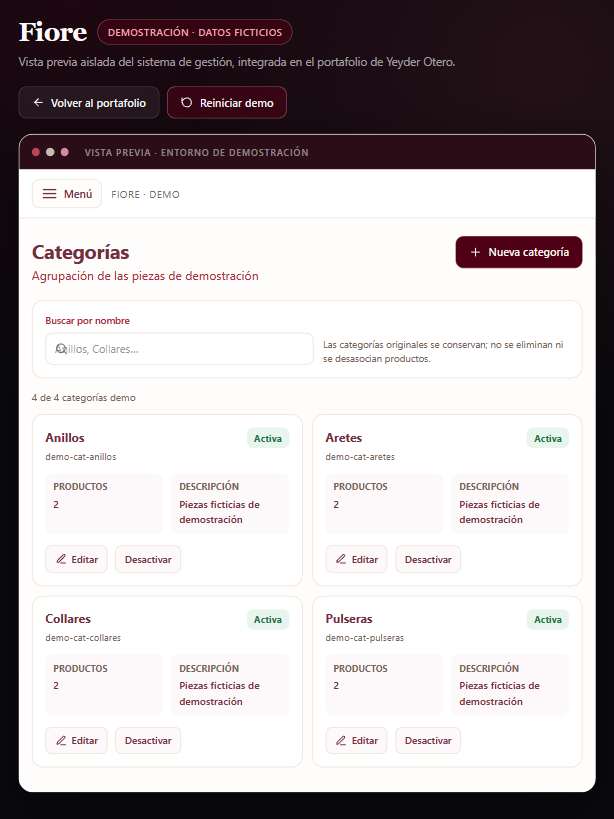 Fiore
DEMOSTRACIÓN · DATOS FICTICIOS
Vista previa aislada del sistema de gestión, integrada en el portafolio de Yeyder Otero.
Volver al portafolio
Reiniciar demo
VISTA PREVIA · ENTORNO DE DEMOSTRACIÓN
Menú
FIORE · DEMO
Categorías
Nueva categoría
Agrupación de las piezas de demostración
Buscar por nombre
Anillos, Collares...
Las categorías originales se conservan; no se eliminan ni
se desasocian productos.
4 de 4 categorías demo
Anillos
Activa
demo-cat-anillos
PRODUCTOS
2
DESCRIPCIÓN
Piezas ficticias de
demostración
Editar
Desactivar
Aretes
Activa
demo-cat-aretes
PRODUCTOS
2
DESCRIPCIÓN
Piezas ficticias de
demostración
Editar
Desactivar
Collares
Activa
demo-cat-collares
PRODUCTOS
2
DESCRIPCIÓN
Piezas ficticias de
demostración
Editar
Desactivar
Pulseras
Activa
demo-cat-pulseras
PRODUCTOS
2
DESCRIPCIÓN
Piezas ficticias de
demostración
Editar
Desactivar